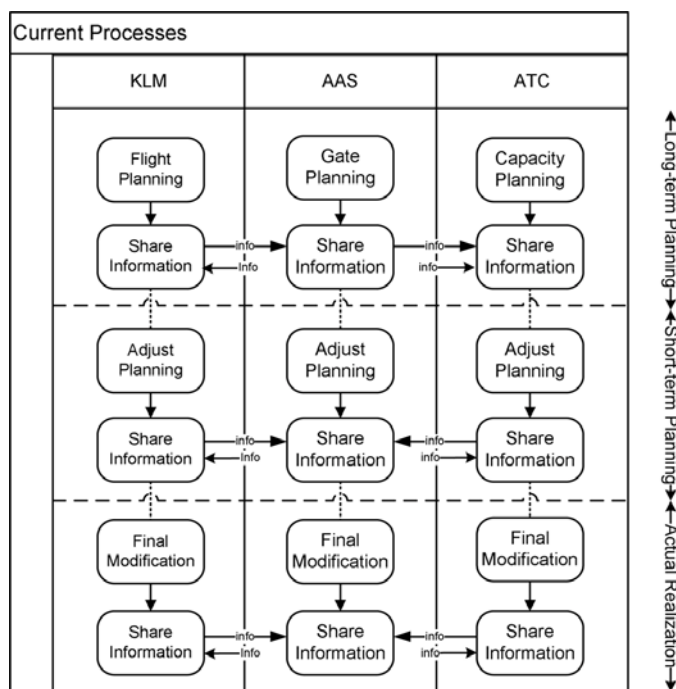 Current Processes
KLM
AAS
ATC
Flight
Planning
Gate
Planning
Capacity
Planning
Share
Information
info
Info
Share
Information
info
info
Share
Information
Long-term Planning
Adjust
Planning
Adjust
Planning
Adjust
Planning
Share
Information
info
Info
Share
Information
info
info
Share
Information
Short-term Planning
Final
Modification
Final
Modification
Final
Modification
Share
Information
info
Info
Share
Information
info
info
Share
Information
Actual Realization